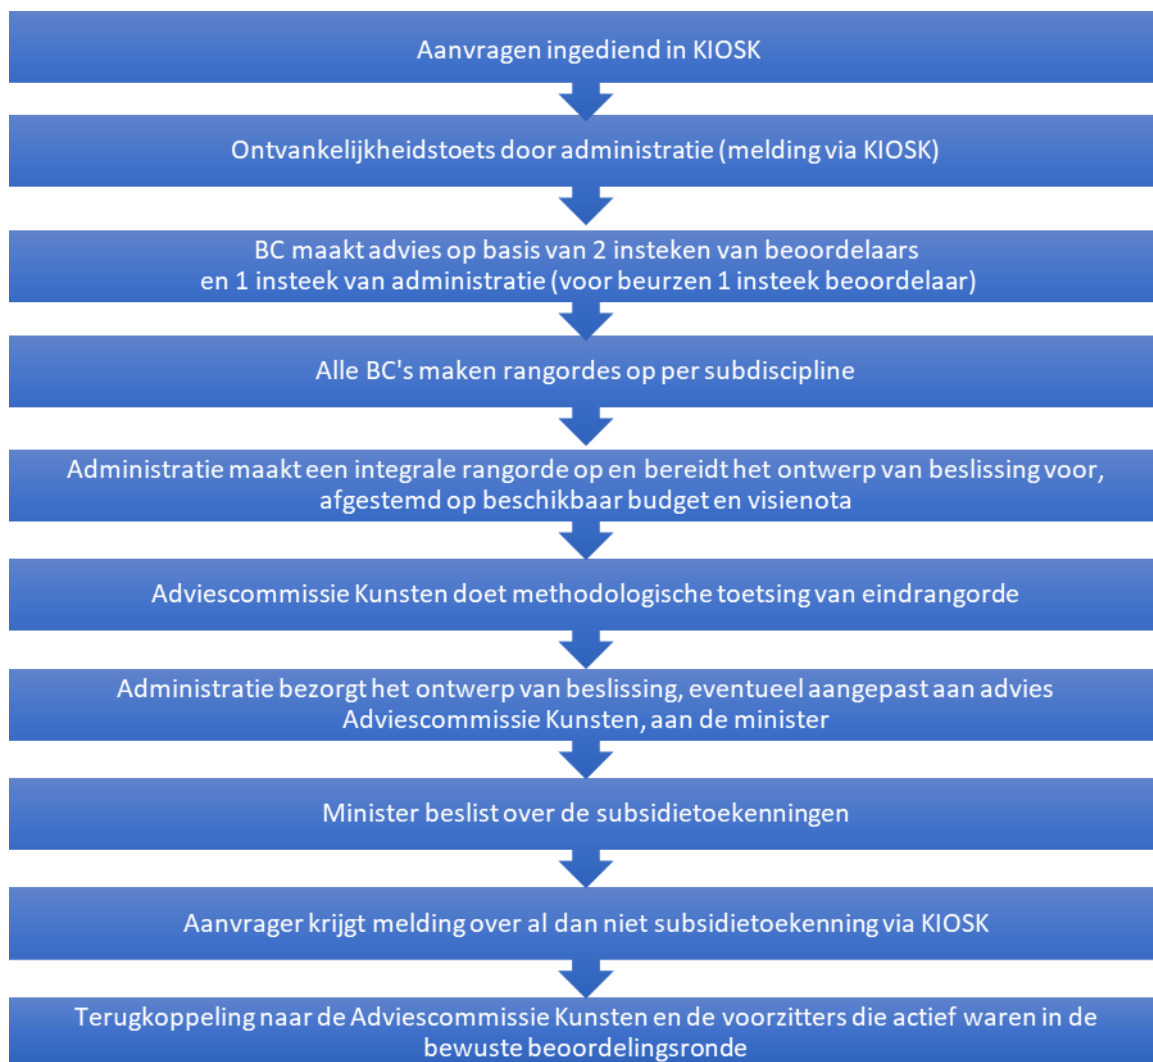 Aanvragen ingediend in KIOSK
Ontvankelijkheidstoets door administratie (melding via KIOSK)
BC maakt advies op basis van 2 insteken van beoordelaars
en 1 insteek van administratie (voor beurzen 1 insteek beoordelaar)
Alle BC's maken rangordes op per subdiscipline
Administratie maakt een integrale rangorde op en bereidt het ontwerp van beslissing voor,
afgestemd op beschikbaar budget en visienota
Adviescommissie Kunsten doet methodologische toetsing van eindrangorde
Administratie bezorgt het ontwerp van beslissing, eventueel aangepast aan advies
Adviescommissie Kunsten, aan de minister
Minister beslist over de subsidietoekenningen
Aanvrager krijgt melding over al dan niet subsidietoekenning via KIOSK
Terugkoppeling naar de Adviescommissie Kunsten en de voorzitters die actief waren in de
bewuste beoordelingsronde